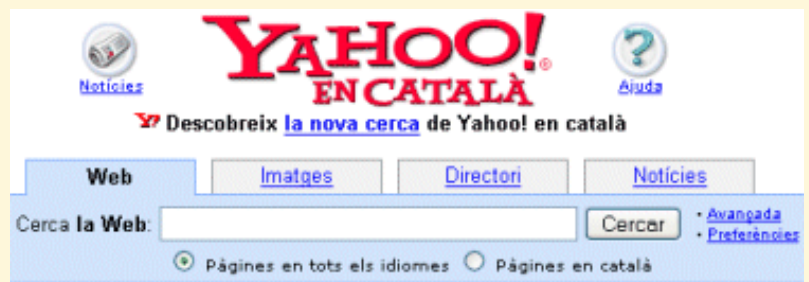 YAHOO!®
EN CATALÀ
Notícies
Ajuda
Y? Descobreix la nova cerca de Yahoo! en català
Web Imatges Directori Notícies
Cerca la Web: Cercar
· Avançada
· Preferències
Pàgines en tots els idiomes Pàgines en català